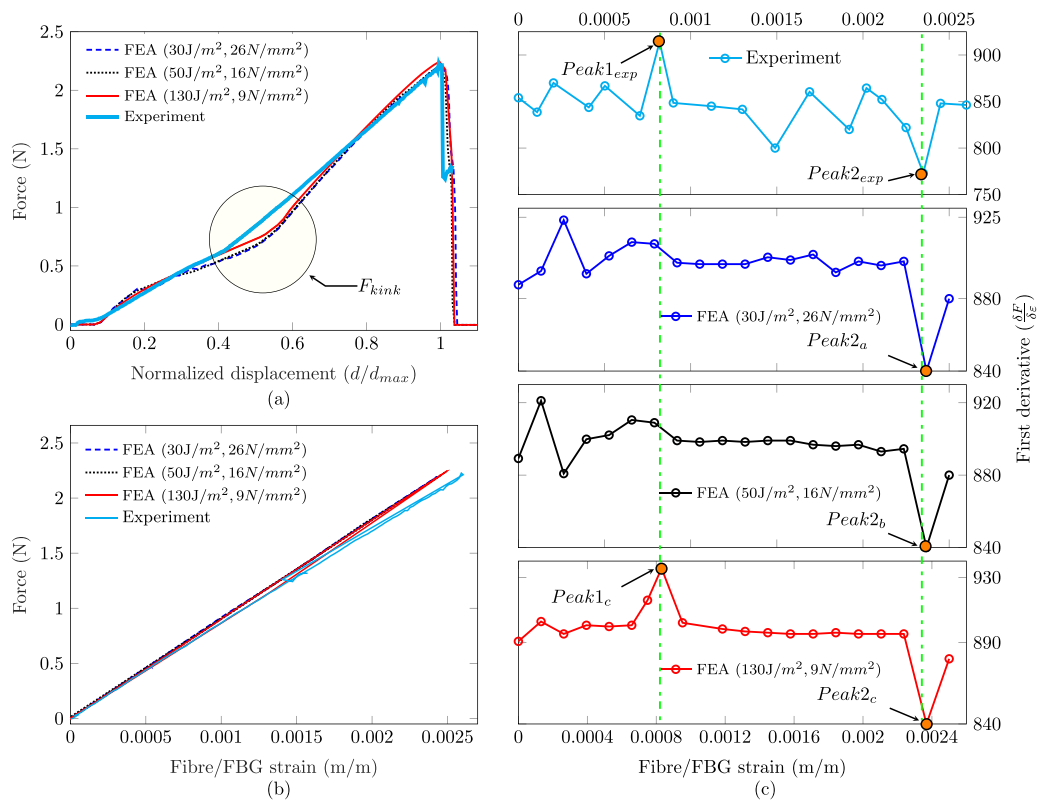 2.5
2
1.5
1
0.5
0
Force (N)
FEA (30J/m², 26N/mm²)
FEA (50J/m², 16N/mm²)
FEA (130J/m², 9N/mm²)
Experiment
F_kink
0 0.2 0.4 0.6 0.8 1
Normalized displacement (d/d_max)
(a)
2.5
2
1.5
1
0.5
0
Force (N)
FEA (30J/m², 26N/mm²)
FEA (50J/m², 16N/mm²)
FEA (130J/m², 9N/mm²)
Experiment
0 0.0005 0.001 0.0015 0.002 0.0025
Fibre/FBG strain (m/m)
(b)
0 0.0005 0.001 0.0015 0.002 0.0025
Peak1_exp
Experiment
Peak2_exp
900
850
800
750
FEA (30J/m², 26N/mm²)
Peak2_a
925
880
840
FEA (50J/m², 16N/mm²)
Peak2_b
920
880
840
Peak1_c
FEA (130J/m², 9N/mm²)
Peak2_c
930
890
840
First derivative (δF/δε)
0 0.0004 0.0008 0.0012 0.0016 0.002 0.0024
Fibre/FBG strain (m/m)
(c)